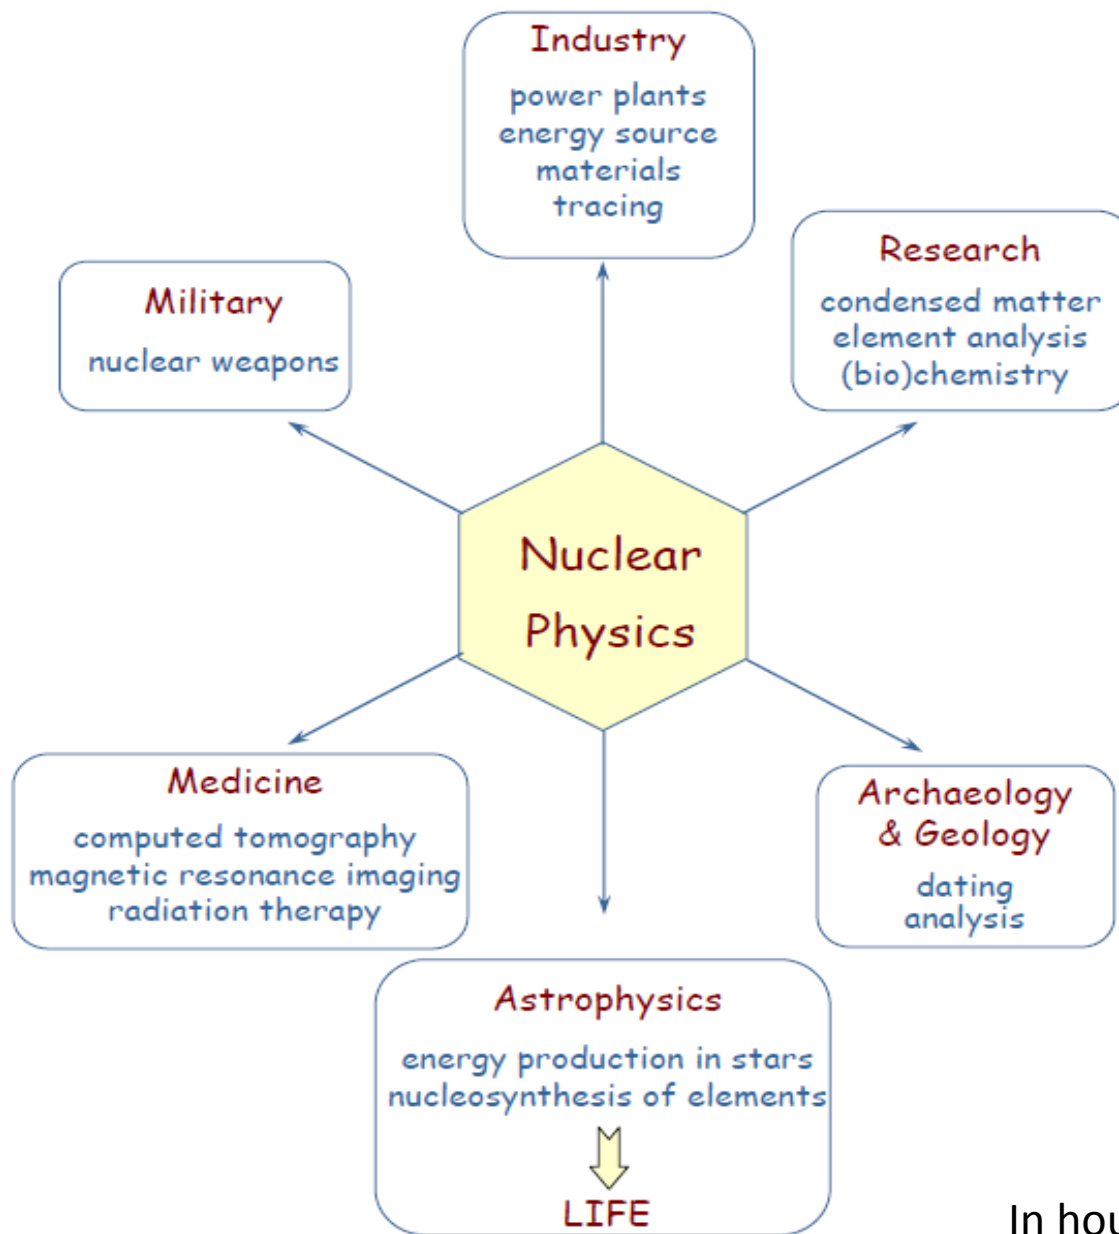 Industry
power plants
energy source
materials
tracing
Research
condensed matter
element analysis
(bio)chemistry
Military
nuclear weapons
Nuclear
Physics
Medicine
computed tomography
magnetic resonance imaging
radiation therapy
Archaeology
& Geology
dating
analysis
Astrophysics
energy production in stars
nucleosynthesis of elements
LIFE
In